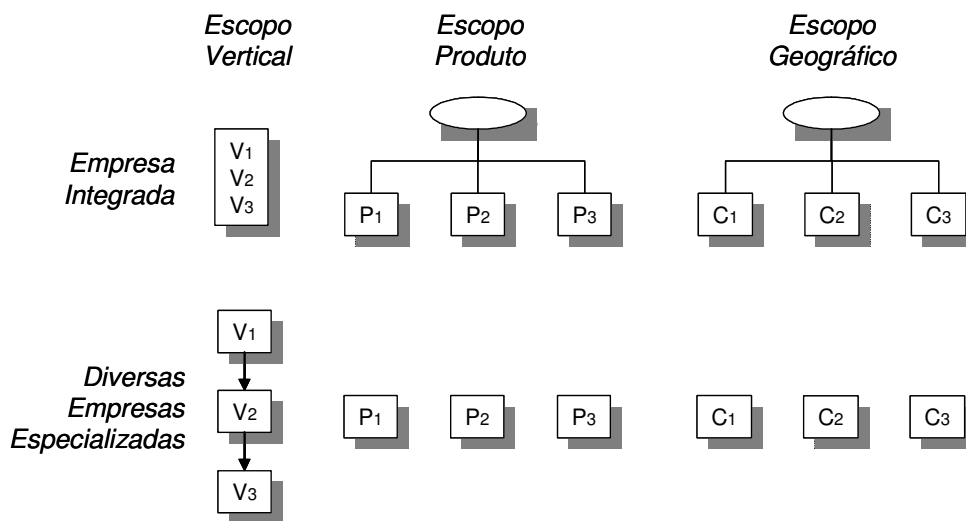 Escopo
Vertical
Escopo
Produto
Escopo
Geográfico
Empresa
Integrada
V1
V2
V3
P1
P2
P3
C1
C2
C3
Diversas
Empresas
Especializadas
V1
V2
V3
P1
P2
P3
C1
C2
C3